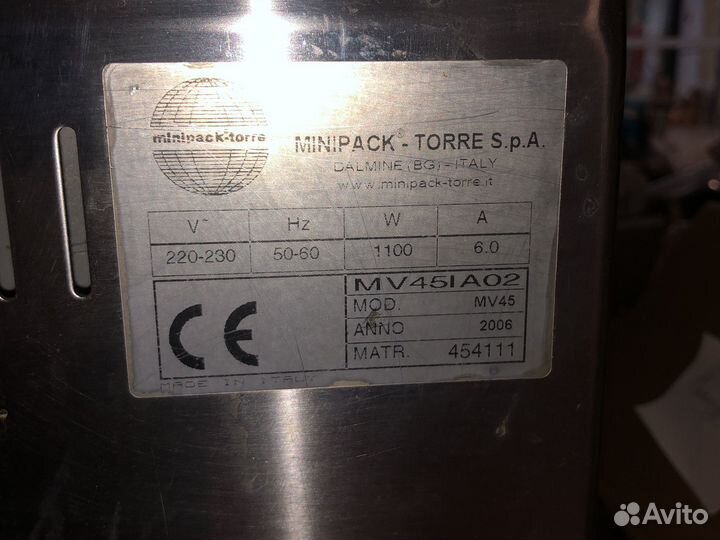 minipack-torre
MINIPACK® - TORRE S.p.A.
DALMINE (BG) - ITALY
www.minipack-torre.it
V~ Hz W A
220-230 50-60 1100 6.0
MV45IA02
MOD. MV45
ANNO 2006
MATR. 454111
CE
MADE IN ITALY
Avito